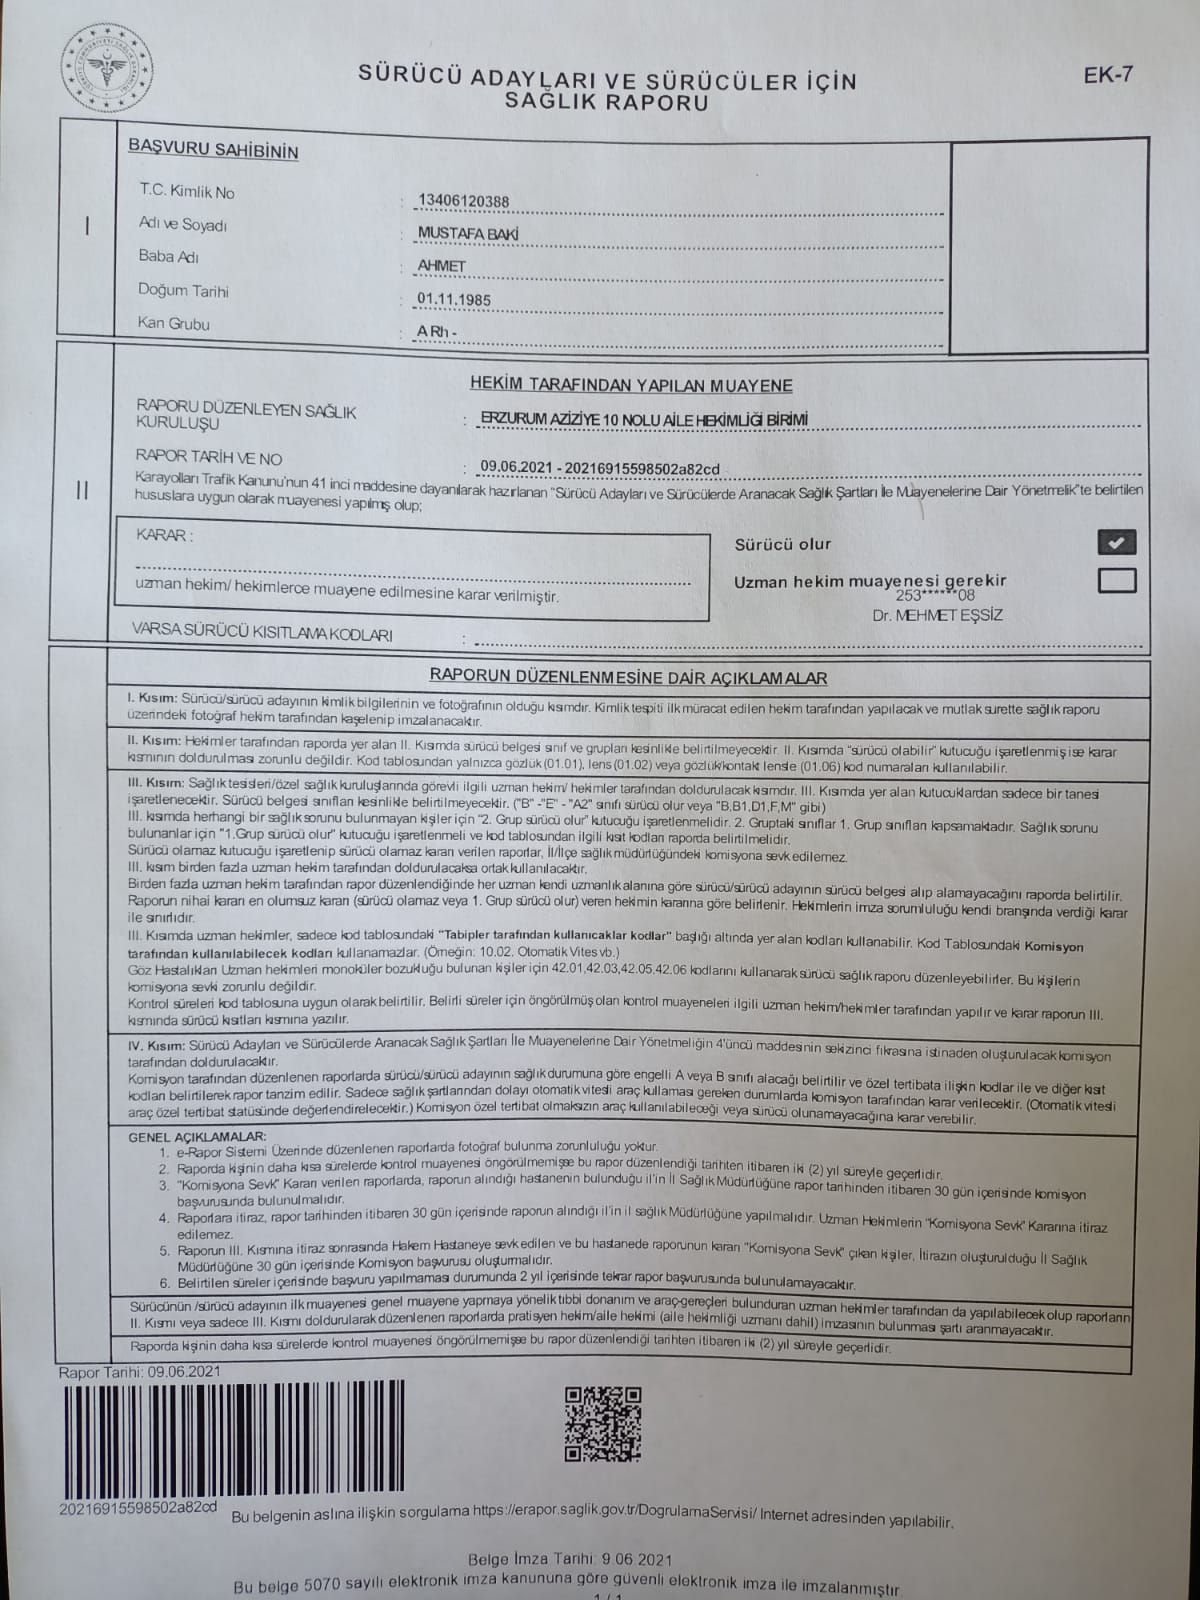 SÜRÜCÜ ADAYLARI VE SÜRÜCÜLER İÇİN
SAĞLIK RAPORU
EK-7
I
BAŞVURU SAHİBİNİN
T.C. Kimlik No : 13406120388
Adı ve Soyadı : MUSTAFA BAKİ
Baba Adı : AHMET
Doğum Tarihi : 01.11.1985
Kan Grubu : A Rh -
II
HEKİM TARAFINDAN YAPILAN MUAYENE
RAPORU DÜZENLEYEN SAĞLIK
KURULUŞU : ERZURUM AZİZİYE 10 NOLU AİLE HEKİMLİĞİ BİRİMİ
RAPOR TARİH VE NO : 09.06.2021 - 20216915598502a82cd
Karayolları Trafik Kanunu'nun 41 inci maddesine dayanılarak hazırlanan "Sürücü Adayları ve Sürücülerde Aranacak Sağlık Şartları İle Muayenelerine Dair Yönetmelik"te belirtilen
hususlara uygun olarak muayenesi yapılmış olup;
KARAR :
uzman hekim/ hekimlerce muayene edilmesine karar verilmiştir.
Sürücü olur
Uzman hekim muayenesi gerekir
253******08
Dr. MEHMET EŞSİZ
VARSA SÜRÜCÜ KISITLAMA KODLARI :
RAPORUN DÜZENLENMESİNE DAİR AÇIKLAMALAR
I. Kısım: Sürücü/sürücü adayının kimlik bilgilerinin ve fotoğrafının olduğu kısımdır. Kimlik tespiti ilk müracat edilen hekim tarafından yapılacak ve mutlak surette sağlık raporu
üzerindeki fotoğraf hekim tarafından kaşelenip imzalanacaktır.
II. Kısım: Hekimler tarafından raporda yer alan II. Kısımda sürücü belgesi sınıf ve grupları kesinlikle belirtilmeyecektir. II. Kısımda "sürücü olabilir" kutucuğu işaretlenmiş ise karar
kısmının doldurulması zorunlu değildir. Kod tablosundan yalnızca gözlük (01.01), lens (01.02) veya gözlük/kontakt lensle (01.06) kod numaraları kullanılabilir.
III. Kısım: Sağlık tesisleri/özel sağlık kuruluşlarında görevli ilgili uzman hekim/ hekimler tarafından doldurulacak kısımdır. III. Kısımda yer alan kutucuklardan sadece bir tanesi
işaretlenecektir. Sürücü belgesi sınıfları kesinlikle belirtilmeyecektir. ("B" -"E" - "A2" sınıfı sürücü olur veya "B,B1,D1,F,M" gibi)
III. kısımda herhangi bir sağlık sorunu bulunmayan kişiler için "2. Grup sürücü olur" kutucuğu işaretlenmelidir. 2. Gruptaki sınıflar 1. Grup sınıfları kapsamaktadır. Sağlık sorunu
bulunanlar için "1.Grup sürücü olur" kutucuğu işaretlenmeli ve kod tablosundan ilgili kısıt kodları raporda belirtilmelidir.
Sürücü olamaz kutucuğu işaretlenip sürücü olamaz kararı verilen raporlar, İl/İlçe sağlık müdürlüğündeki komisyona sevk edilemez.
III. kısım birden fazla uzman hekim tarafından doldurulacaksa ortak kullanılacaktır.
Birden fazla uzman hekim tarafından rapor düzenlendiğinde her uzman kendi uzmanlık alanına göre sürücü/sürücü adayının sürücü belgesi alıp alamayacağını raporda belirtilir.
Raporun nihai kararı en olumsuz kararı (sürücü olamaz veya 1. Grup sürücü olur) veren hekimin kararına göre belirlenir. Hekimlerin imza sorumluluğu kendi branşında verdiği karar
ile sınırlıdır.
III. Kısımda uzman hekimler, sadece kod tablosundaki "Tabipler tarafından kullanıcaklar kodlar" başlığı altında yer alan kodları kullanabilir. Kod Tablosundaki Komisyon
tarafından kullanılabilecek kodları kullanamazlar. (Örneğin: 10.02. Otomatik Vites vb.)
Göz Hastalıkları Uzman hekimleri monoküler bozukluğu bulunan kişiler için 42.01,42.03,42.05,42.06 kodlarını kullanarak sürücü sağlık raporu düzenleyebilirler. Bu kişilerin
komisyona sevki zorunlu değildir.
Kontrol süreleri kod tablosuna uygun olarak belirtilir. Belirli süreler için öngörülmüş olan kontrol muayeneleri ilgili uzman hekim/hekimler tarafından yapılır ve karar raporun III.
kısmında sürücü kısıtları kısmına yazılır.
IV. Kısım: Sürücü Adayları ve Sürücülerde Aranacak Sağlık Şartları İle Muayenelerine Dair Yönetmeliğin 4'üncü maddesinin sekizinci fıkrasına istinaden oluşturulacak komisyon
tarafından doldurulacaktır.
Komisyon tarafından düzenlenen raporlarda sürücü/sürücü adayının sağlık durumuna göre engelli A veya B sınıfı alacağı belirtilir ve özel tertibata ilişkin kodlar ile ve diğer kısıt
kodları belirtilerek rapor tanzim edilir. Sadece sağlık şartlarından dolayı otomatik vitesli araç kullaması gereken durumlarda komisyon tarafından karar verilecektir. (Otomatik vitesli
araç özel tertibat statüsünde değerlendirelecektir.) Komisyon özel tertibat olmaksızın araç kullanılabileceği veya sürücü olunamayacağına karar verebilir.
GENEL AÇIKLAMALAR:
1. e-Rapor Sistemi Üzerinde düzenlenen raporlarda fotoğraf bulunma zorunluluğu yoktur.
2. Raporda kişinin daha kısa sürelerde kontrol muayenesi öngörülmemişse bu rapor düzenlendiği tarihten itibaren iki (2) yıl süreyle geçerlidir.
3. "Komisyona Sevk" Kararı verilen raporlarda, raporun alındığı hastanenin bulunduğu il'in İl Sağlık Müdürlüğüne rapor tarihinden itibaren 30 gün içerisinde komisyon
başvurusunda bulunulmalıdır.
4. Raporlara itiraz, rapor tarihinden itibaren 30 gün içerisinde raporun alındığı il'in il sağlık Müdürlüğüne yapılmalıdır. Uzman Hekimlerin "Komisyona Sevk" Kararına itiraz
edilemez.
5. Raporun III. Kısmına itiraz sonrasında Hakem Hastaneye sevk edilen ve bu hastanede raporunun kararı "Komisyona Sevk" çıkan kişiler, İtirazın oluşturulduğu İl Sağlık
Müdürlüğüne 30 gün içerisinde Komisyon başvurusu oluşturmalıdır.
6. Belirtilen süreler içerisinde başvuru yapılmaması durumunda 2 yıl içerisinde tekrar rapor başvurusunda bulunulamayacaktır.
Sürücünün /sürücü adayının ilk muayenesi genel muayene yapmaya yönelik tıbbi donanım ve araç-gereçleri bulunduran uzman hekimler tarafından da yapılabilecek olup raporların
II. Kısmı veya sadece III. Kısmı doldurularak düzenlenen raporlarda pratisyen hekim/aile hekimi (aile hekimliği uzmanı dahil) imzasının bulunması şartı aranmayacaktır.
Raporda kişinin daha kısa sürelerde kontrol muayenesi öngörülmemişse bu rapor düzenlendiği tarihten itibaren iki (2) yıl süreyle geçerlidir.
Rapor Tarihi: 09.06.2021
20216915598502a82cd
Bu belgenin aslına ilişkin sorgulama https://erapor.saglik.gov.tr/DogrulamaServisi/ Internet adresinden yapılabilir.
Belge İmza Tarihi: 9.06 2021
Bu belge 5070 sayılı elektronik imza kanununa göre güvenli elektronik imza ile imzalanmıştır.
1 / 1